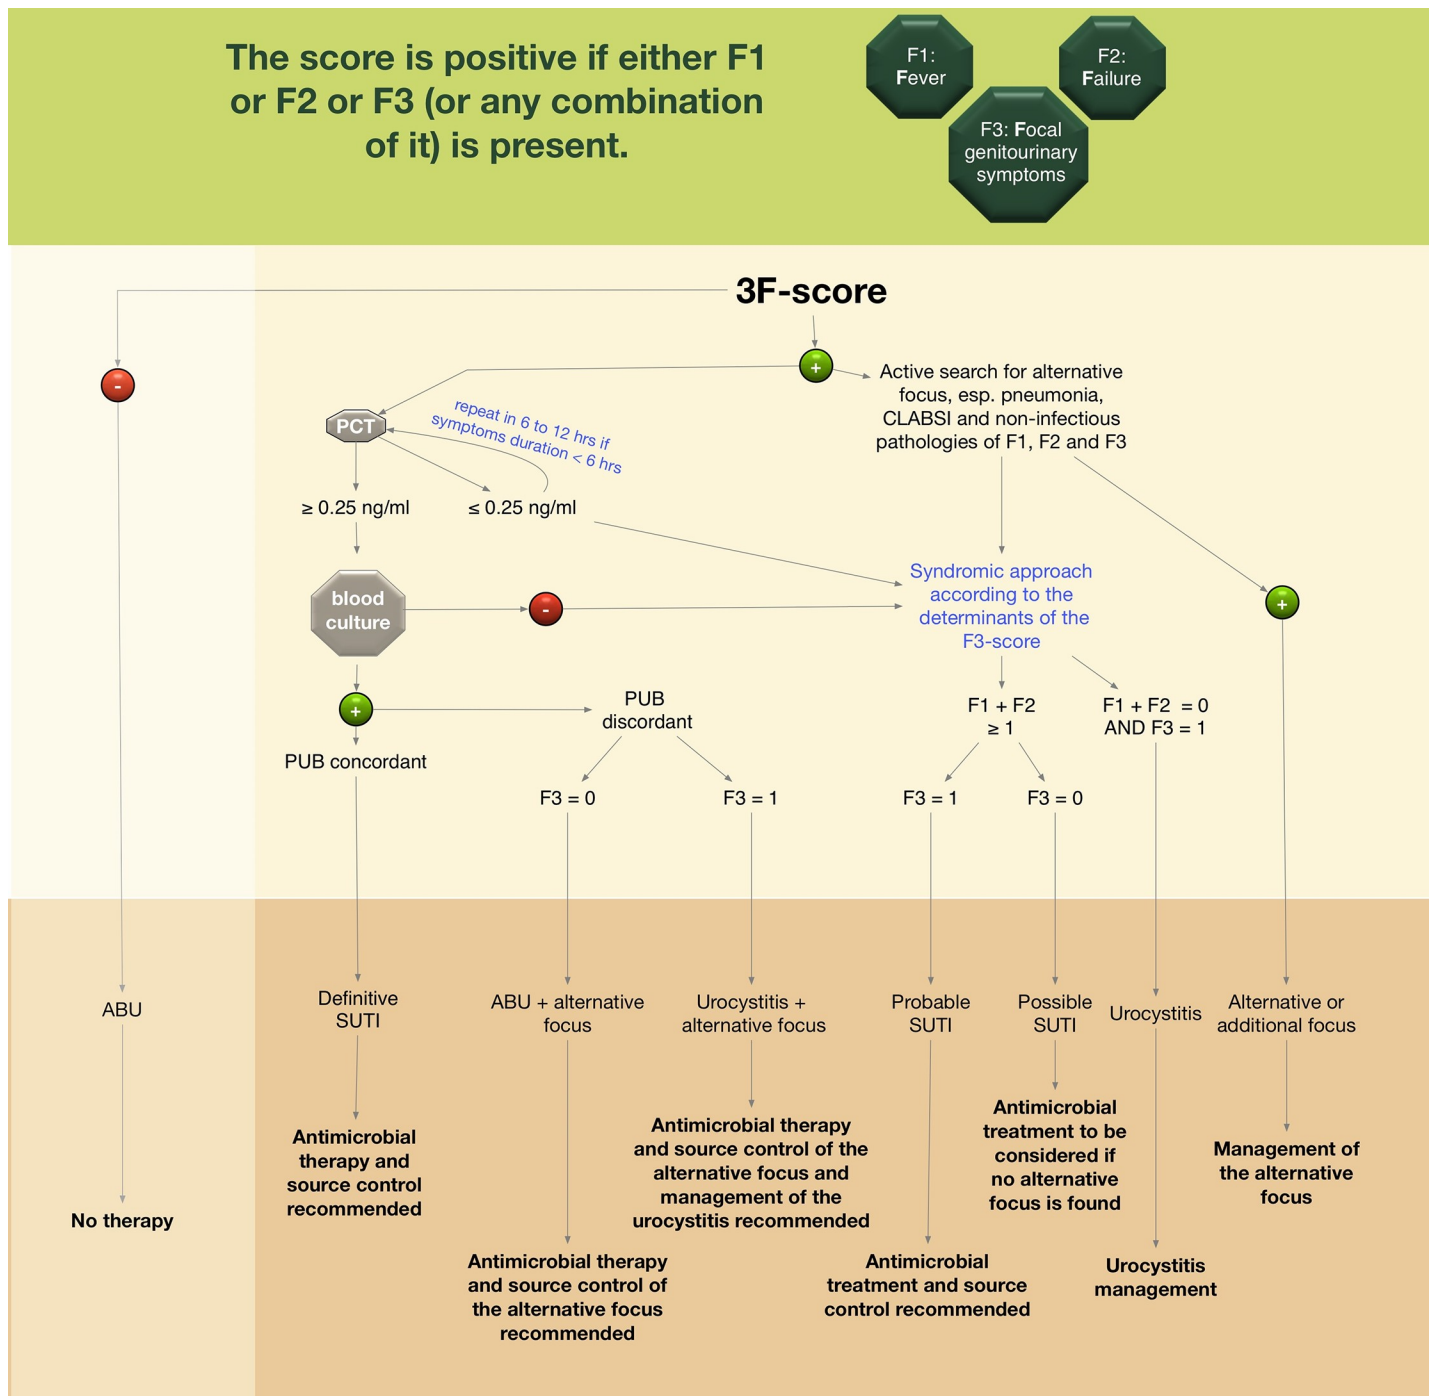 The score is positive if either F1
or F2 or F3 (or any combination
of it) is present.
F1:
Fever
F2:
Failure
F3: Focal
genitourinary
symptoms
3F-score
-
+
Active search for alternative
focus, esp. pneumonia,
CLABSI and non-infectious
pathologies of F1, F2 and F3
PCT
repeat in 6 to 12 hrs if
symptoms duration < 6 hrs
≥ 0.25 ng/ml
≤ 0.25 ng/ml
blood
culture
-
Syndromic approach
according to the
determinants of the
F3-score
+
+
PUB
discordant
F1 + F2
≥ 1
F1 + F2 = 0
AND F3 = 1
PUB concordant
F3 = 0
F3 = 1
F3 = 1
F3 = 0
ABU
Definitive
SUTI
ABU + alternative
focus
Urocystitis +
alternative focus
Probable
SUTI
Possible
SUTI
Urocystitis
Alternative or
additional focus
No therapy
Antimicrobial
therapy and
source control
recommended
Antimicrobial therapy
and source control of
the alternative focus
recommended
Antimicrobial therapy
and source control of the
alternative focus and
management of the
urocystitis recommended
Antimicrobial
treatment and source
control recommended
Antimicrobial
treatment to be
considered if
no alternative
focus is found
Urocystitis
management
Management of
the alternative
focus